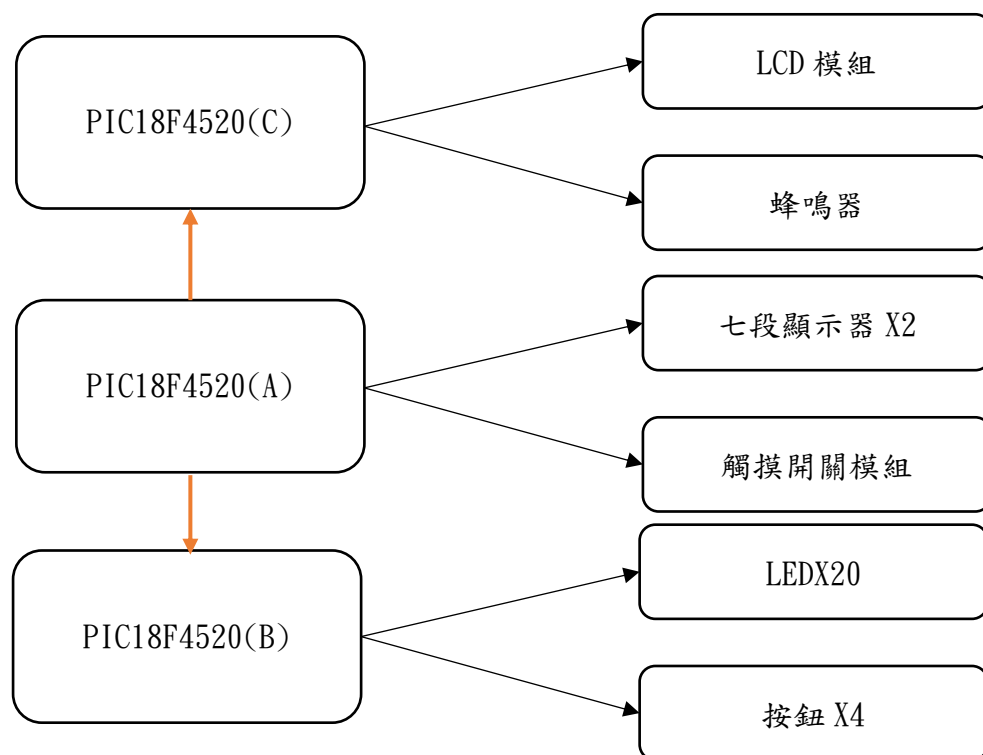 PIC18F4520(C)
LCD 模組
蜂鳴器
PIC18F4520(A)
七段顯示器 X2
觸摸開關模組
PIC18F4520(B)
LEDX20
按鈕 X4